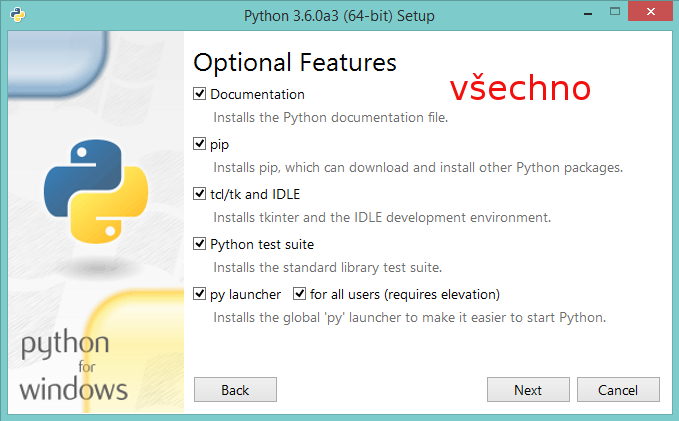 Python 3.6.0a3 (64-bit) Setup
Optional Features
všechno
Documentation
Installs the Python documentation file.
pip
Installs pip, which can download and install other Python packages.
tcl/tk and IDLE
Installs tkinter and the IDLE development environment.
Python test suite
Installs the standard library test suite.
py launcher for all users (requires elevation)
Installs the global 'py' launcher to make it easier to start Python.
python
for
windows
Back Next Cancel